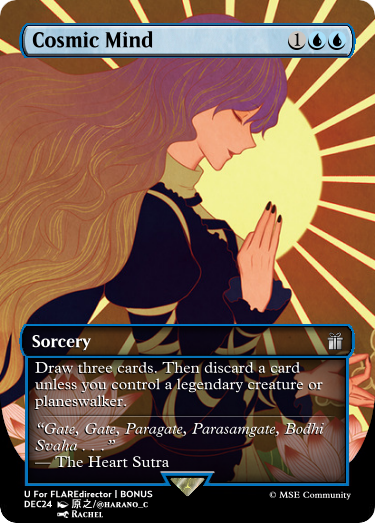 Cosmic Mind 1
Sorcery
Draw three cards. Then discard a card
unless you control a legendary creature or
planeswalker.
“Gate, Gate, Paragate, Parasamgate, Bodhi
Svaha . . .”
— The Heart Sutra
U For FLAREdirector | BONUS
DEC24 原之/@HARANO_C © MSE Community
Rachel